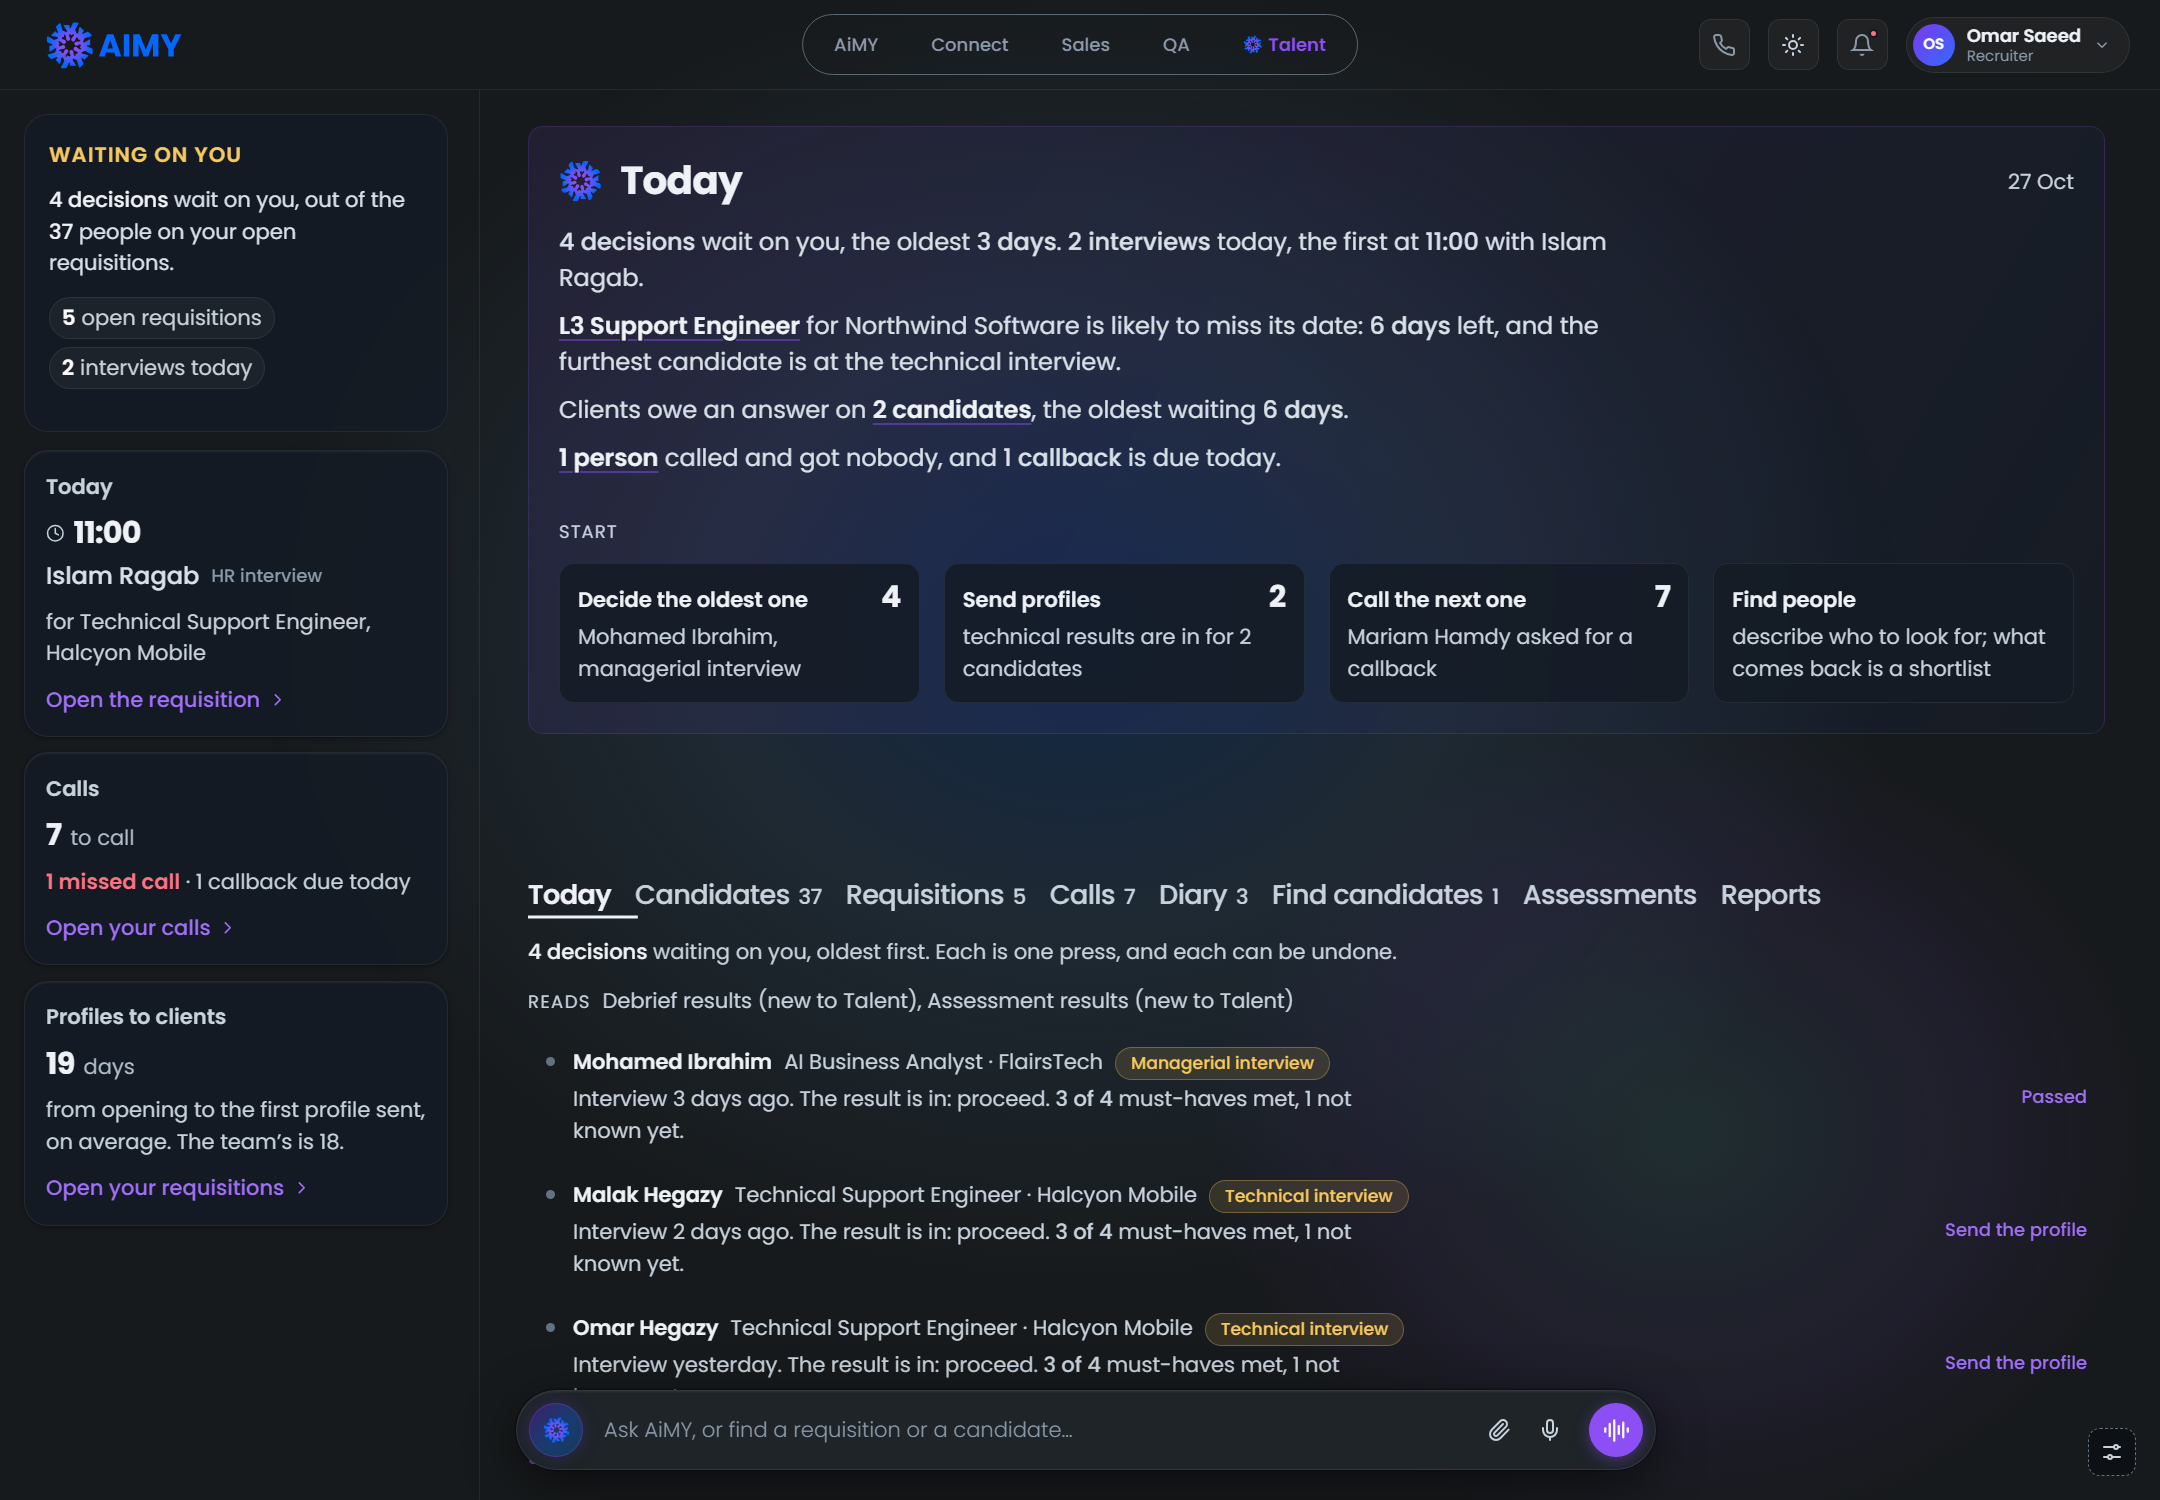 AIMY
AiMY
Connect
Sales
QA
Talent
OS
Omar Saeed
Recruiter
WAITING ON YOU
4 decisions wait on you, out of the
37 people on your open
requisitions.
5 open requisitions
2 interviews today
Today
11:00
Islam Ragab HR interview
for Technical Support Engineer,
Halcyon Mobile
Open the requisition
Calls
7 to call
1 missed call · 1 callback due today
Open your calls
Profiles to clients
19 days
from opening to the first profile sent,
on average. The team's is 18.
Open your requisitions
Today
27 Oct
4 decisions wait on you, the oldest 3 days. 2 interviews today, the first at 11:00 with Islam
Ragab.
L3 Support Engineer for Northwind Software is likely to miss its date: 6 days left, and the
furthest candidate is at the technical interview.
Clients owe an answer on 2 candidates, the oldest waiting 6 days.
1 person called and got nobody, and 1 callback is due today.
START
Decide the oldest one 4
Mohamed Ibrahim,
managerial interview
Send profiles 2
technical results are in for 2
candidates
Call the next one 7
Mariam Hamdy asked for a
callback
Find people
describe who to look for; what
comes back is a shortlist
Today Candidates 37 Requisitions 5 Calls 7 Diary 3 Find candidates 1 Assessments Reports
4 decisions waiting on you, oldest first. Each is one press, and each can be undone.
READS Debrief results (new to Talent), Assessment results (new to Talent)
Mohamed Ibrahim AI Business Analyst · FlairsTech Managerial interview
Interview 3 days ago. The result is in: proceed. 3 of 4 must-haves met, 1 not
known yet.
Passed
Malak Hegazy Technical Support Engineer · Halcyon Mobile Technical interview
Interview 2 days ago. The result is in: proceed. 3 of 4 must-haves met, 1 not
known yet.
Send the profile
Omar Hegazy Technical Support Engineer · Halcyon Mobile Technical interview
Interview yesterday. The result is in: proceed. 3 of 4 must-haves met, 1 not
Send the profile
Ask AiMY, or find a requisition or a candidate...